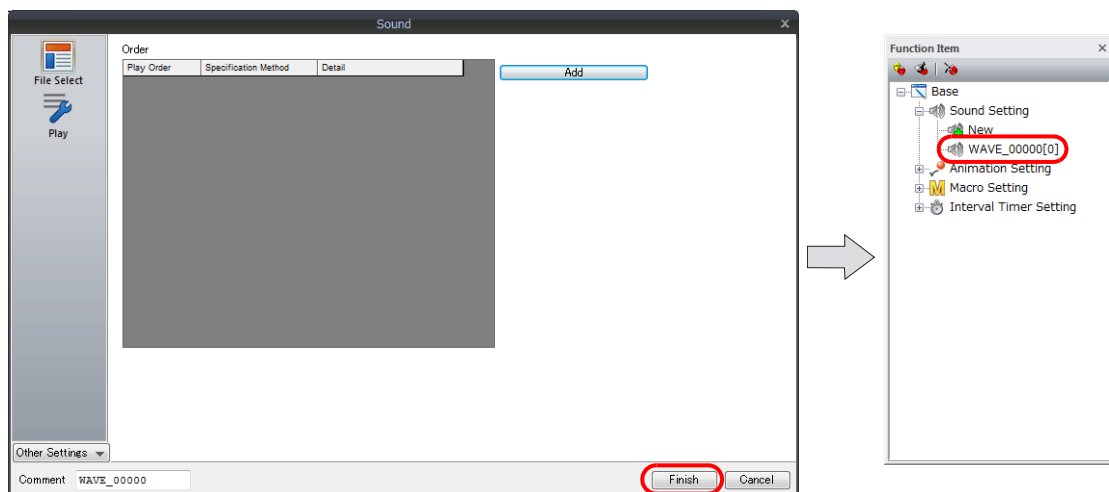 Sound
File Select
Play
Order
Play Order Specification Method Detail
Add
Other Settings
Comment WAVE_00000
Finish Cancel
Function Item
Base
Sound Setting
New
WAVE_00000[0]
Animation Setting
Macro Setting
Interval Timer Setting